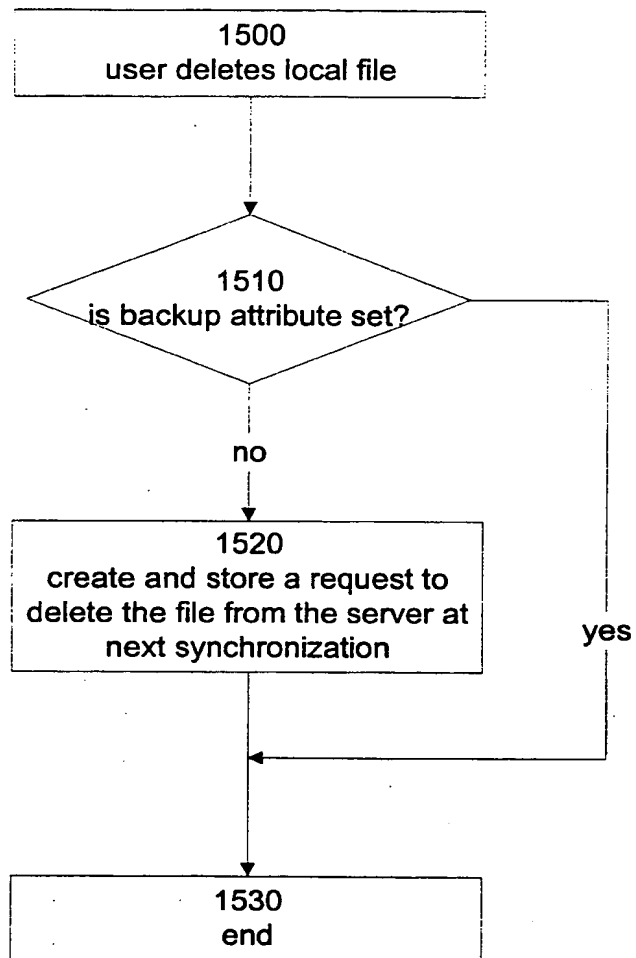 1500
user deletes local file
1510
is backup attribute set?
no
1520
create and store a request to
delete the file from the server at
next synchronization
yes
1530
end